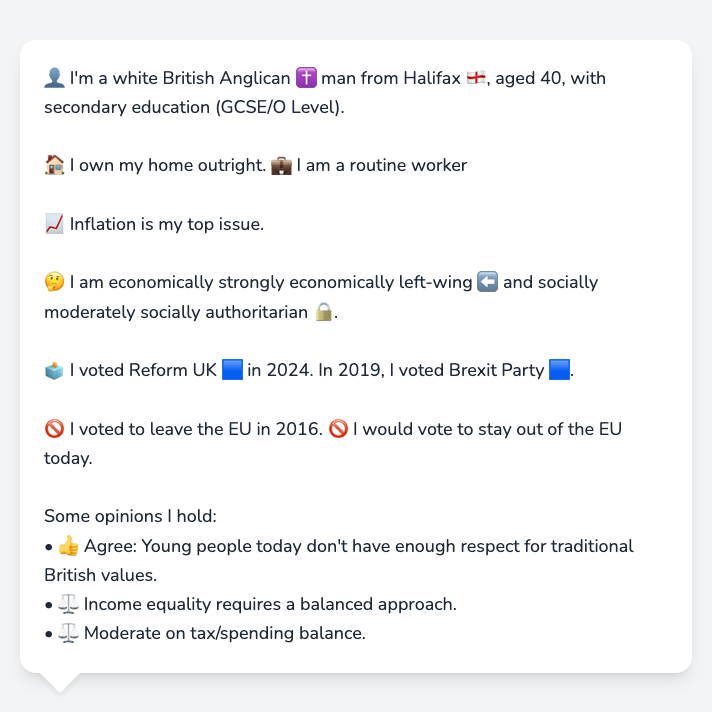 👤 I'm a white British Anglican ✝️ man from Halifax 🏴󠁧󠁢󠁥󠁮󠁧󠁿, aged 40, with
secondary education (GCSE/O Level).
🏠 I own my home outright. 💼 I am a routine worker
📈 Inflation is my top issue.
🤔 I am economically strongly economically left-wing ⬅️ and socially
moderately socially authoritarian 🔒.
🗳️ I voted Reform UK 🟦 in 2024. In 2019, I voted Brexit Party 🟦.
🚫 I voted to leave the EU in 2016. 🚫 I would vote to stay out of the EU
today.
Some opinions I hold:
• 👍 Agree: Young people today don't have enough respect for traditional
British values.
• ⚖️ Income equality requires a balanced approach.
• ⚖️ Moderate on tax/spending balance.